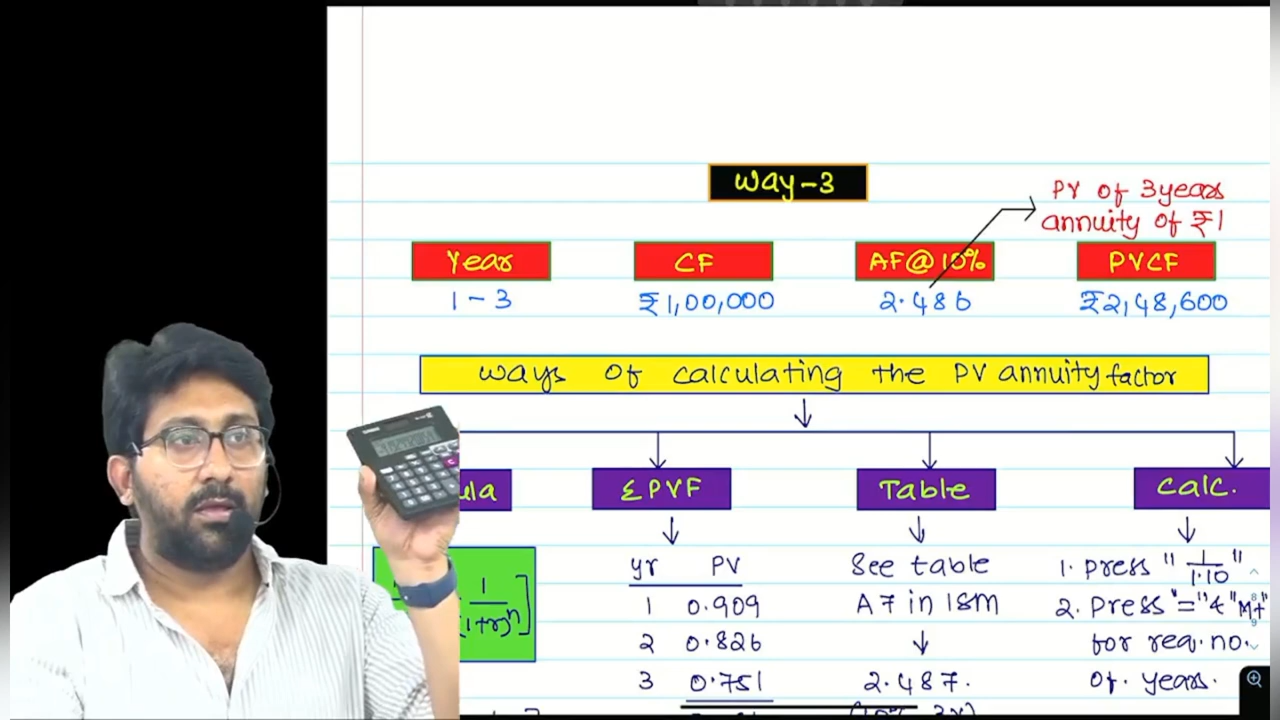 Way-3
PV of 3years
annuity of ₹1
Year CF AF@10% PVCF
1-3 ₹1,00,000 2.486 ₹2,48,600
ways of calculating the PV annuity factor
ula ΣPVF Table Calc.
yr PV
1 0.909
2 0.826
3 0.751
See table
A7 in ISM
2.487.
1. press "1/1.10"
2. Press "=" & "M+"
for req. no.
of. years.
1/(1+r)^n]